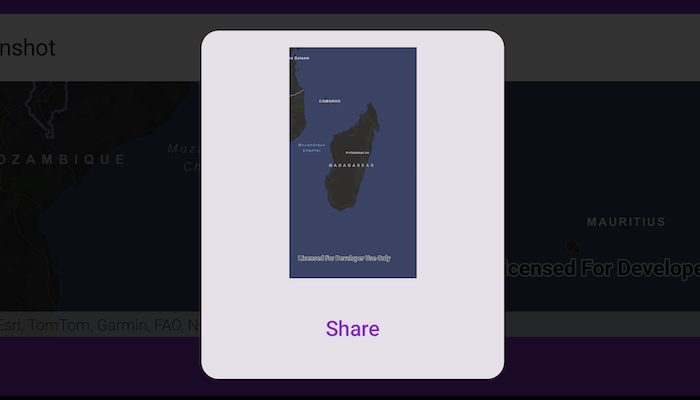 nshot
es Salaam
COMOROS
Mozambique
Channel
Antananarivo
MADAGASCAR
Licensed For Developer Use Only
Share
OZAMBIQUE
Moz
Ch
MAURITIUS
icensed For Develope
Esri, TomTom, Garmin, FAO, N